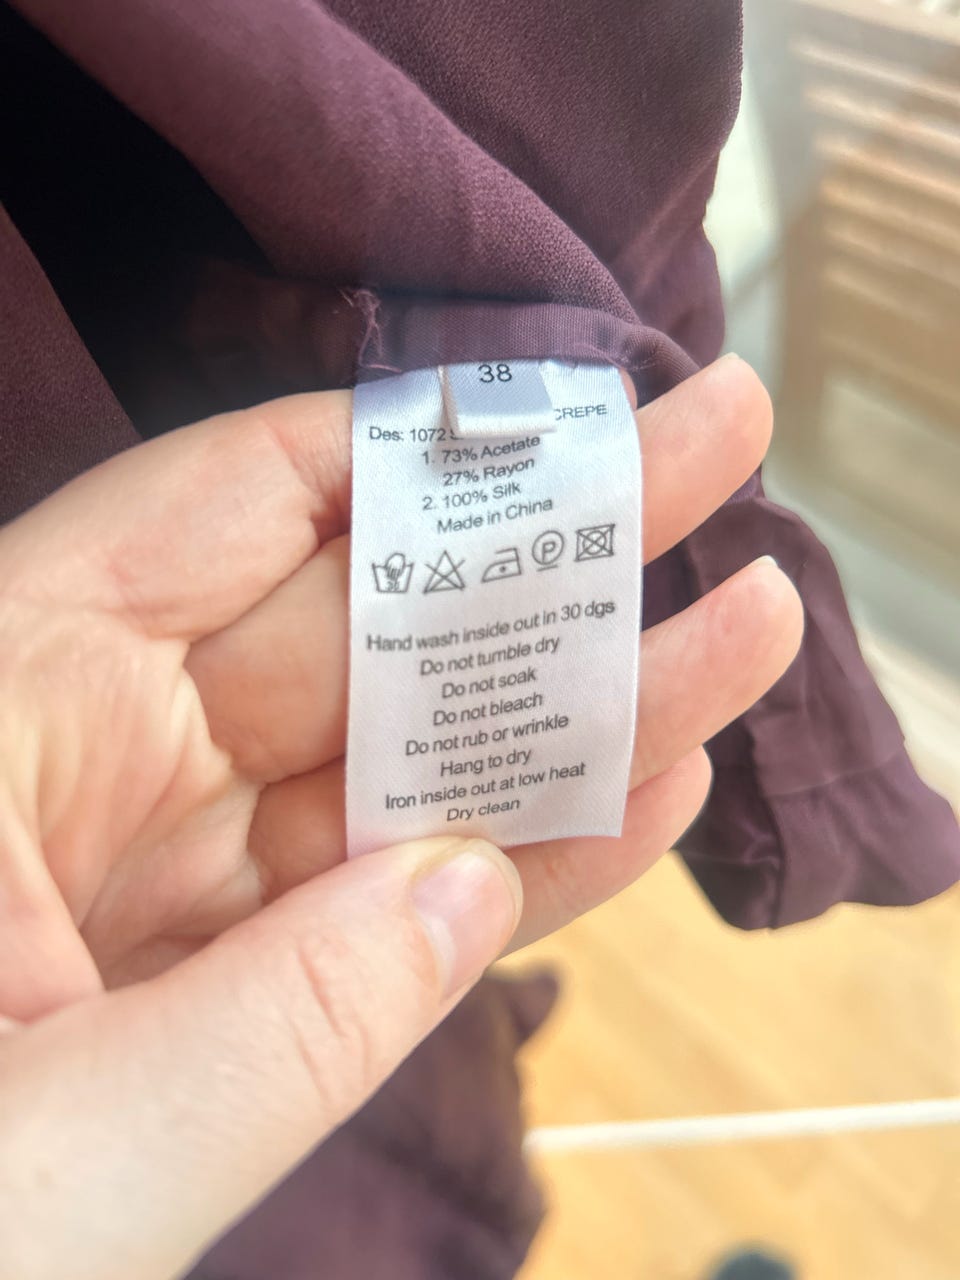 38
Des: 1072 CREPE
1. 73% Acetate
27% Rayon
2. 100% Silk
Made in China
P
Hand wash inside out in 30 dgs
Do not tumble dry
Do not soak
Do not bleach
Do not rub or wrinkle
Hang to dry
Iron inside out at low heat
Dry clean